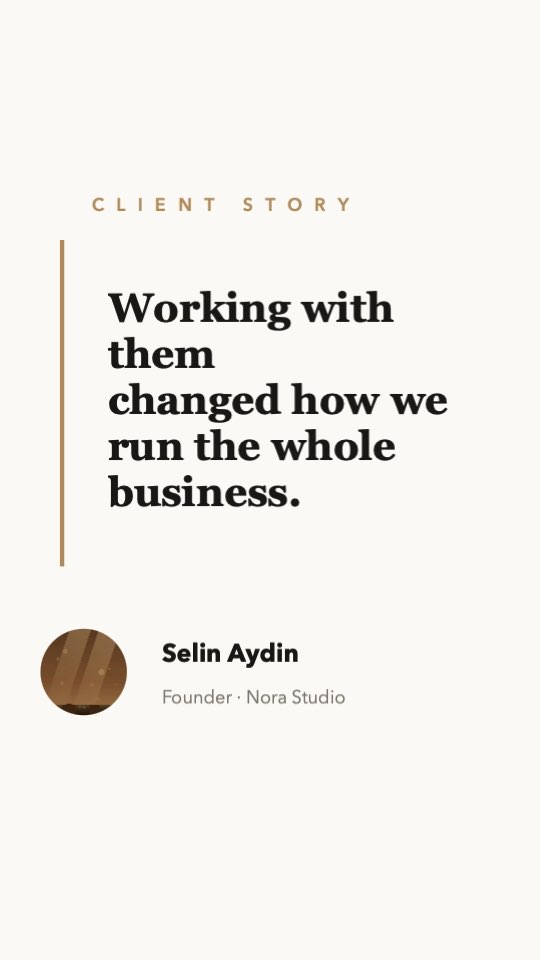 CLIENT STORY
Working with
them
changed how we
run the whole
business.
Selin Aydin
Founder · Nora Studio